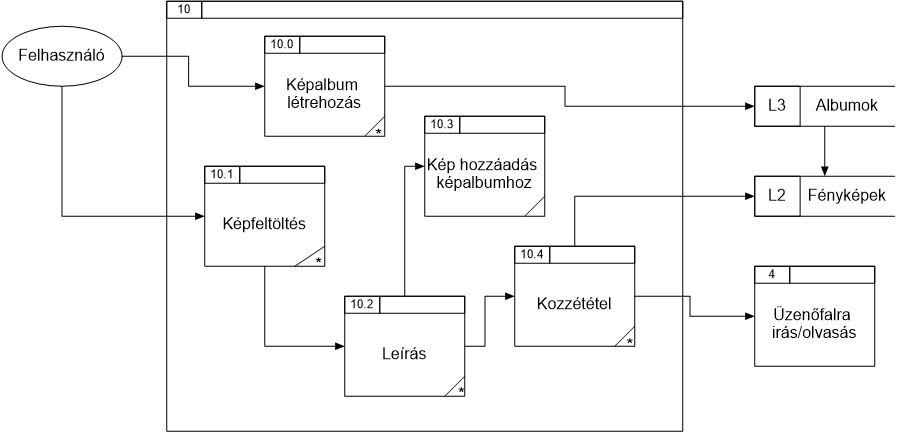 10
Felhasználó
10.0
Képalbum
létrehozás
*
L3 Albumok
10.3
Kép hozzáadás
képalbumhoz
10.1
Képfeltöltés
*
L2 Fényképek
10.4
Kozzététel
*
4
Üzenőfalra
irás/olvasás
10.2
Leírás
*